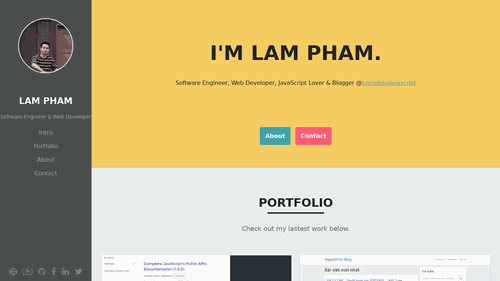 LAM PHAM
Software Engineer & Web Developer
Intro
Portfolio
About
Contact
I'M LAM PHAM.
Software Engineer, Web Developer, JavaScript Lover & Blogger @completejavascript
About
Contact
PORTFOLIO
Check out my lastest work below.
Complete JavaScript's Public APIs
Documentation (1.0.0)
Algorithm Blog
Bài viết mới nhất